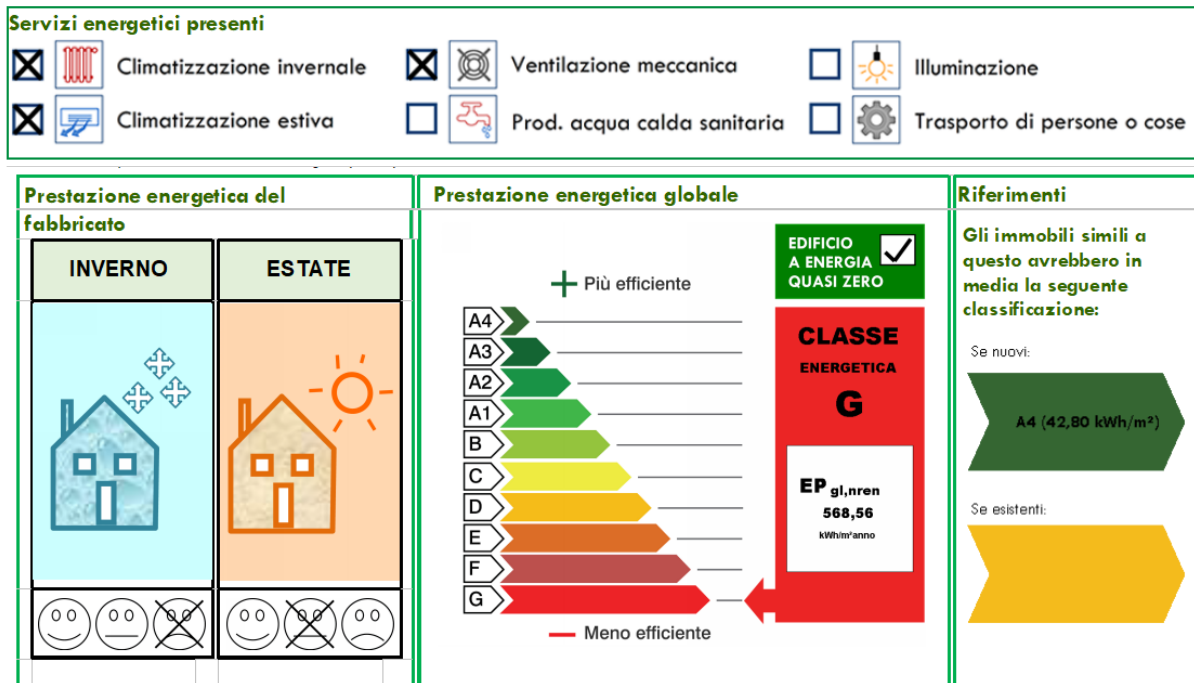 Servizi energetici presenti
Climatizzazione invernale
Ventilazione meccanica
Illuminazione
Climatizzazione estiva
Prod. acqua calda sanitaria
Trasporto di persone o cose
Prestazione energetica del
fabbricato
INVERNO
ESTATE
Prestazione energetica globale
Più efficiente
A4
A3
A2
A1
B
C
D
E
F
G
Meno efficiente
EDIFICIO
A ENERGIA
QUASI ZERO
CLASSE
ENERGETICA
G
EP gl,nren
568,56
kWh/m²anno
Riferimenti
Gli immobili simili a
questo avrebbero in
media la seguente
classificazione:
Se nuovi:
A4 (42,80 kWh/m²)
Se esistenti: